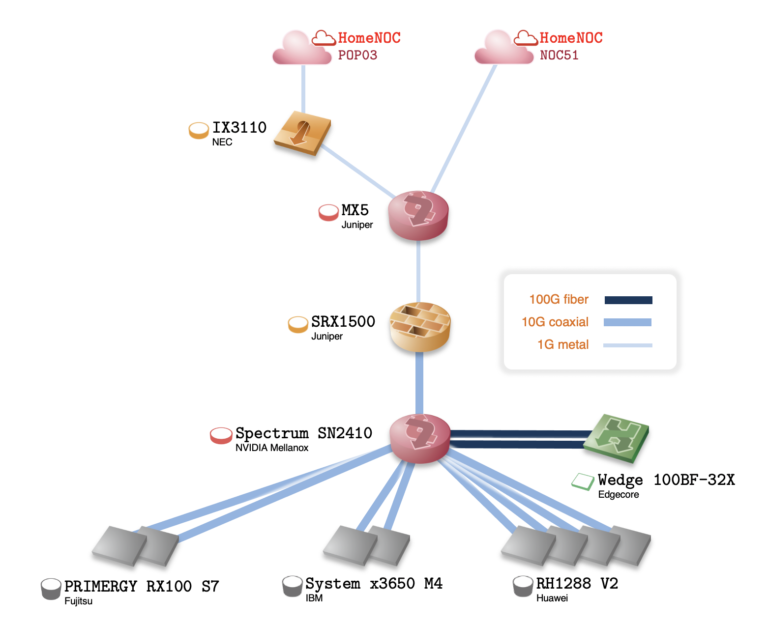 HomeNOC
POP03
HomeNOC
NOC51
IX3110
NEC
MX5
Juniper
100G fiber
10G coaxial
1G metal
SRX1500
Juniper
Spectrum SN2410
NVIDIA Mellanox
Wedge 100BF-32X
Edgecore
PRIMERGY RX100 S7
Fujitsu
System x3650 M4
IBM
RH1288 V2
Huawei